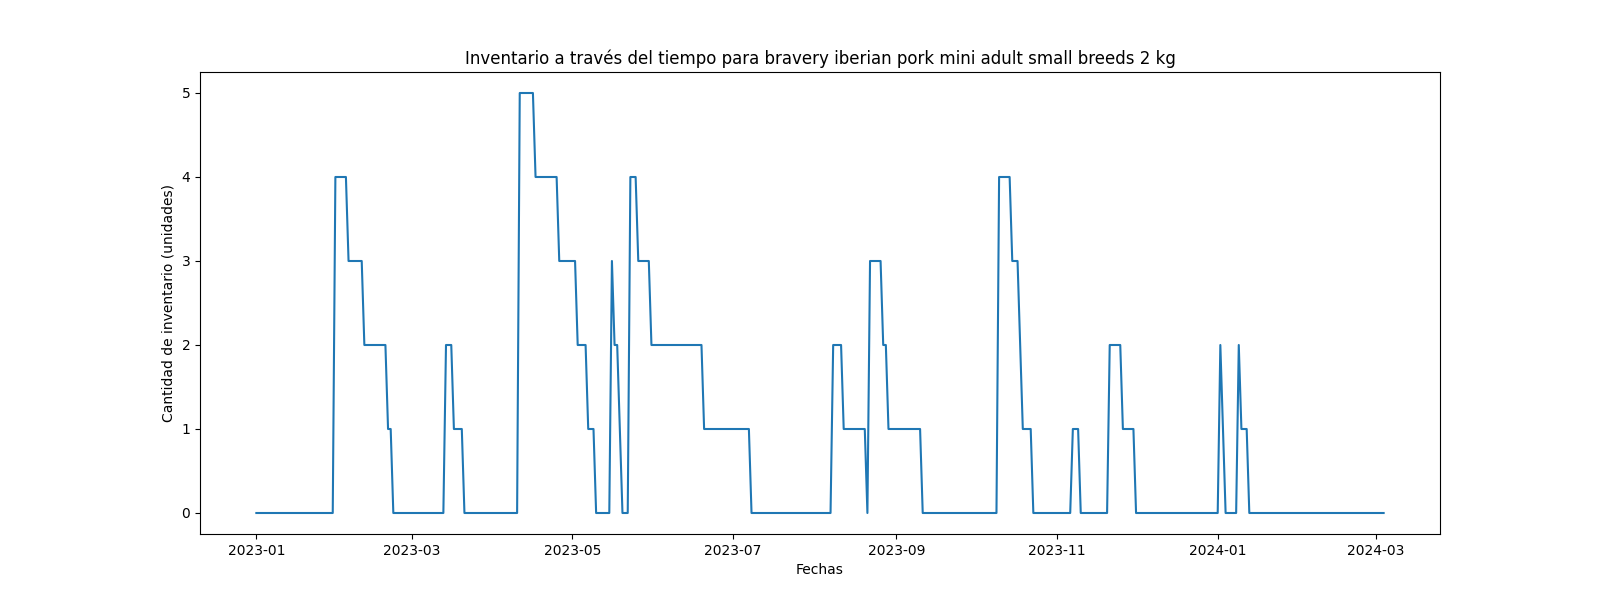 Inventario a través del tiempo para bravery iberian pork mini adult small breeds 2 kg
Cantidad de inventario (unidades)
5
4
3
2
1
0
2023-01 2023-03 2023-05 2023-07 2023-09 2023-11 2024-01 2024-03
Fechas